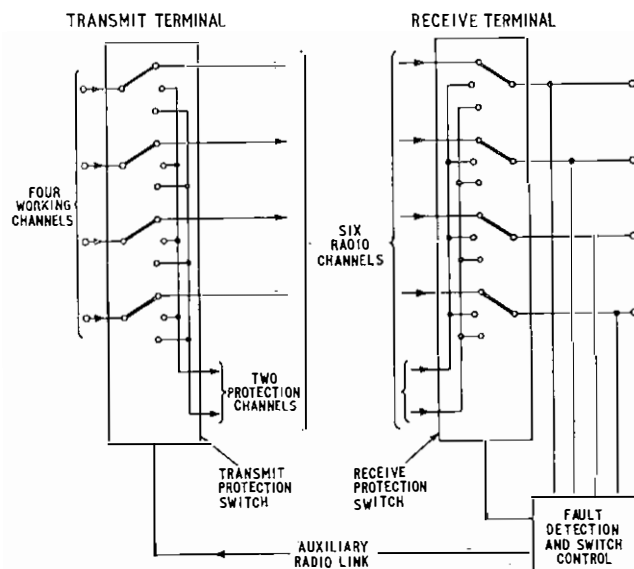 TRANSMIT TERMINAL
RECEIVE TERMINAL
FOUR
WORKING
CHANNELS
SIX
RADIO
CHANNELS
TWO
PROTECTION
CHANNELS
TRANSMIT
PROTECTION
SWITCH
RECEIVE
PROTECTION
SWITCH
FAULT
DETECTION
AND SWITCH
CONTROL
AUXILIARY
RADIO LINK